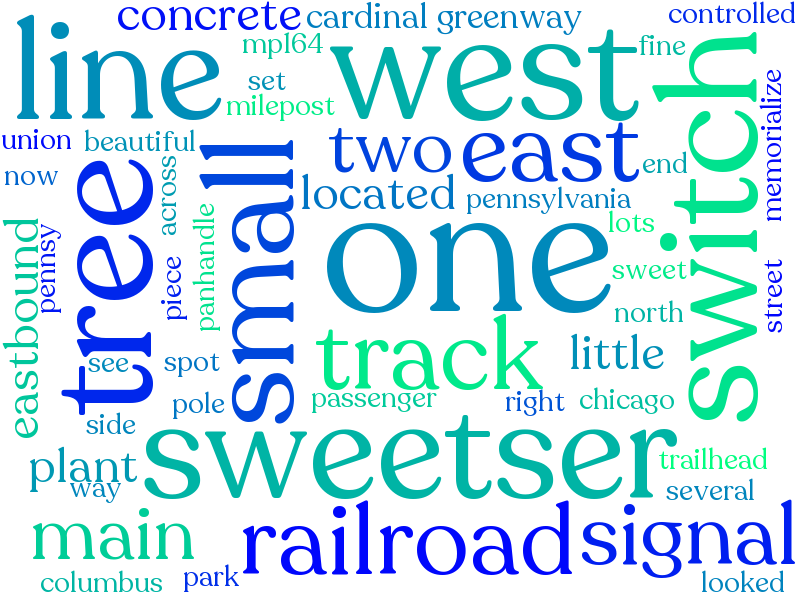 concrete
cardinal greenway
controlled
line
mp164
west
fine
switch
set
milepost
memorialize
union
beautiful
two
east
end
now
tree
across
small
located
pennsylvania
lots
eastbound
pennsy
piece
panhandle
one
sweet
street
north
see
spot
track
little
pole
passenger
right
chicago
side
sweetser
plant
way
trailhead
several
main
railroad
signal
columbus
park
looked